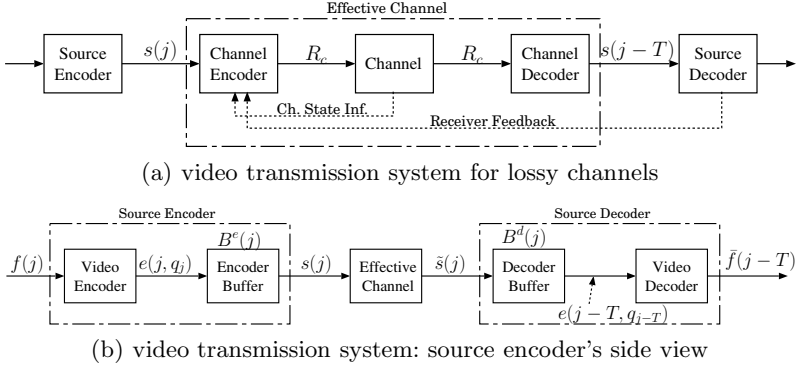 Effective Channel
Source Encoder
s(j)
Channel Encoder
R_c
Channel
R_c
Channel Decoder
s(j−T)
Source Decoder
Ch. State Inf.
Receiver Feedback
(a) video transmission system for lossy channels
Source Encoder
Source Decoder
f(j)
Video Encoder
e(j, q_j)
B^e(j)
Encoder Buffer
s(j)
Effective Channel
s̃(j)
B^d(j)
Decoder Buffer
e(j−T, q_{j−T})
Video Decoder
f̄(j−T)
(b) video transmission system: source encoder's side view